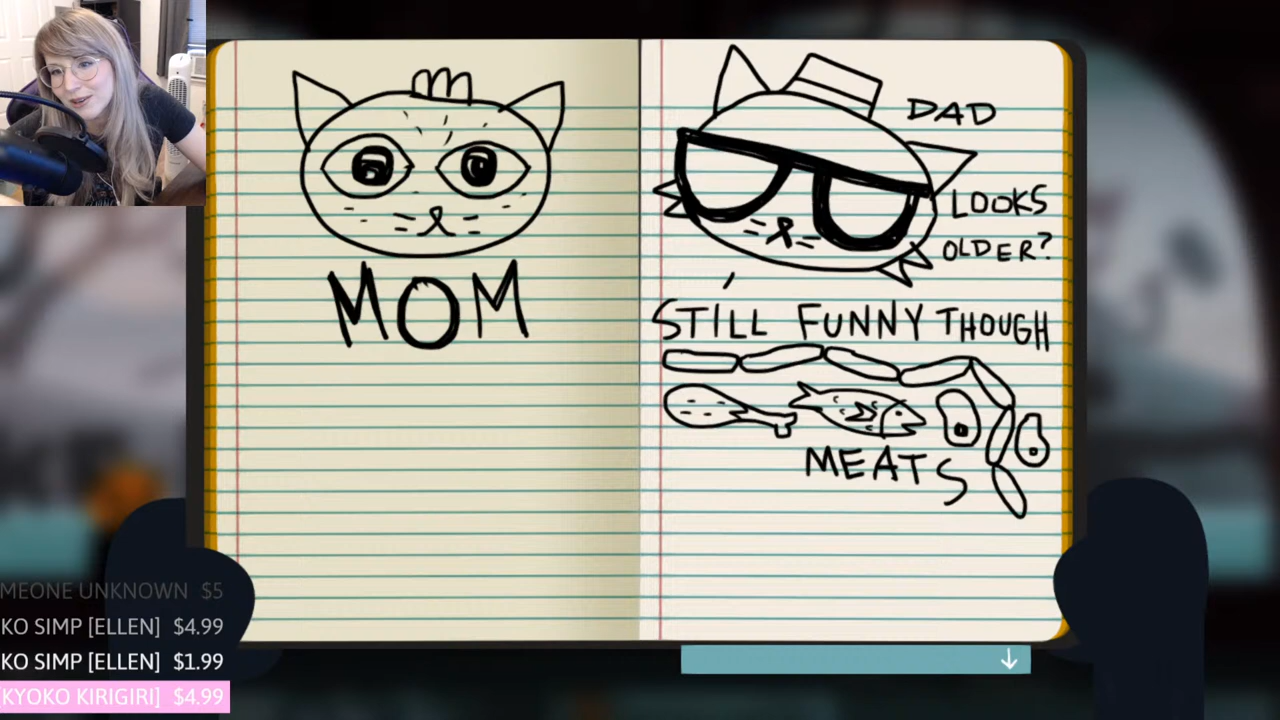 MOM
DAD
LOOKS
OLDER?
STILL FUNNY THOUGH
MEATS
MEONE UNKNOWN $5
KO SIMP [ELLEN] $4.99
KO SIMP [ELLEN] $1.99
[KYOKO KIRIGIRI] $4.99